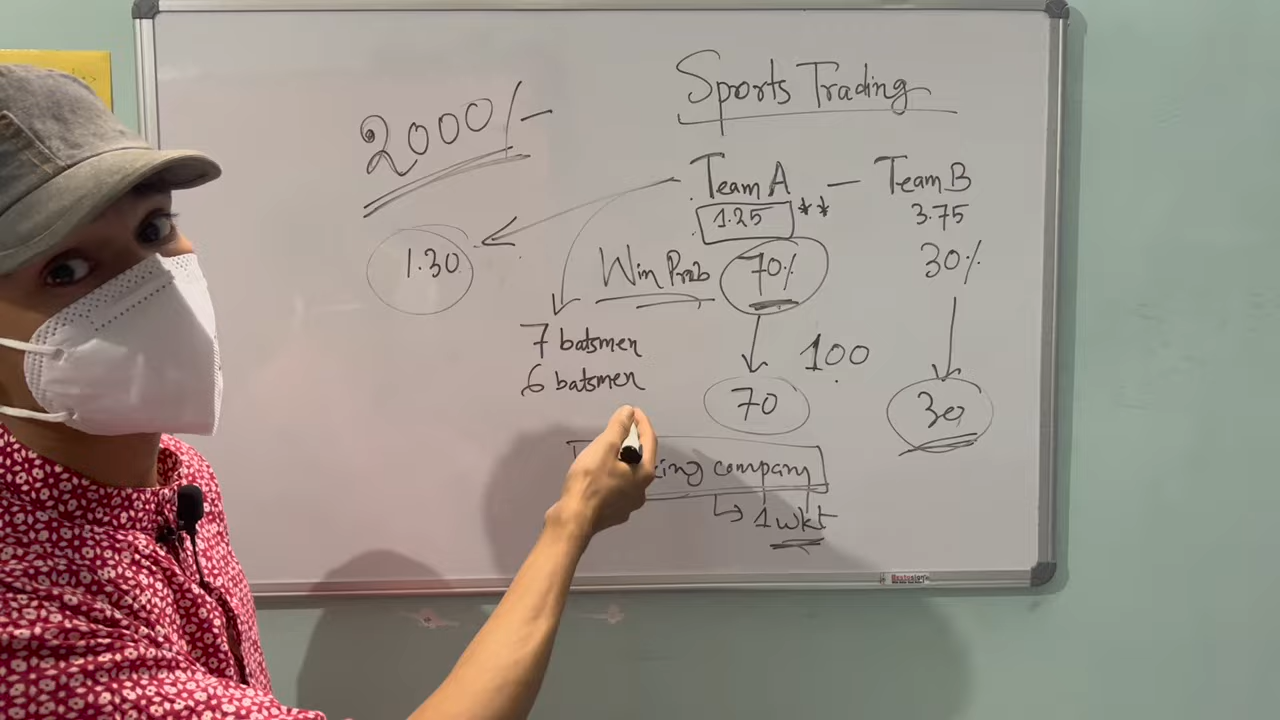 Sports Trading
2000/-
Team A — Team B
1.25 ** 3.75
1.30
Win Prob 70% 30%
7 batsmen
100
6 batsmen
70 30
company
1 wkt